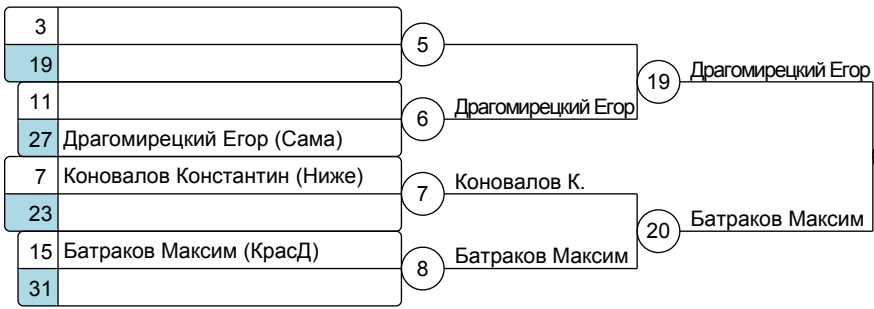 3
5
19
Драгомирецкий Егор
19
11
6
Драгомирецкий Егор
27 Драгомирецкий Егор (Сама)
7 Коновалов Константин (Ниже)
7
Коновалов К.
23
20
Батраков Максим
15 Батраков Максим (КрасД)
8
Батраков Максим
31